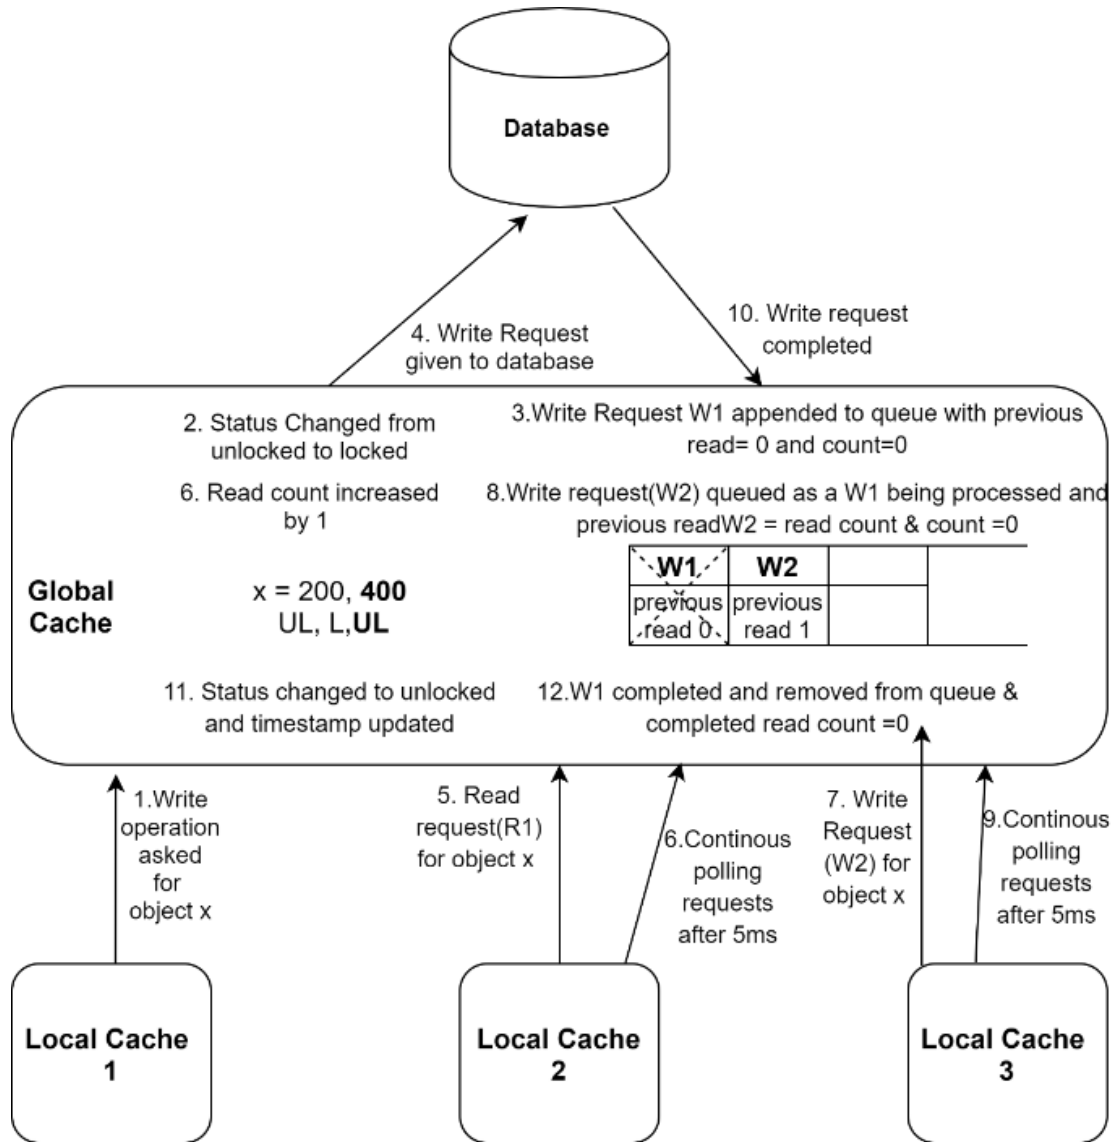 Database
4. Write Request
given to database
10. Write request
completed
2. Status Changed from
unlocked to locked
3.Write Request W1 appended to queue with previous
read= 0 and count=0
6. Read count increased
by 1
8.Write request(W2) queued as a W1 being processed and
previous readW2 = read count & count =0
Global
Cache
x = 200, 400
UL, L,UL
W1
W2
previous
read 0
previous
read 1
11. Status changed to unlocked
and timestamp updated
12.W1 completed and removed from queue &
completed read count =0
1.Write
operation
asked
for
object x
5. Read
request(R1)
for object x
6.Continous
polling
requests
after 5ms
7. Write
Request
(W2) for
object x
9.Continous
polling
requests
after 5ms
Local Cache
1
Local Cache
2
Local Cache
3